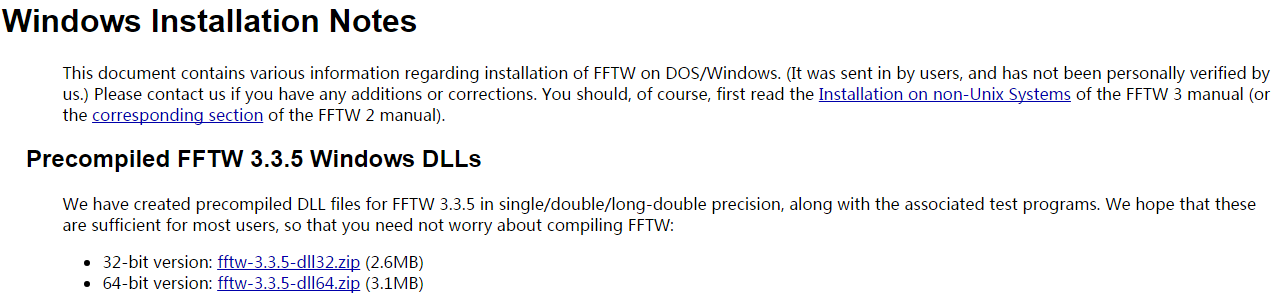 Windows Installation Notes
This document contains various information regarding installation of FFTW on DOS/Windows. (It was sent in by users, and has not been personally verified by
us.) Please contact us if you have any additions or corrections. You should, of course, first read the Installation on non-Unix Systems of the FFTW 3 manual (or
the corresponding section of the FFTW 2 manual).
Precompiled FFTW 3.3.5 Windows DLLs
We have created precompiled DLL files for FFTW 3.3.5 in single/double/long-double precision, along with the associated test programs. We hope that these
are sufficient for most users, so that you need not worry about compiling FFTW:
• 32-bit version: fftw-3.3.5-dll32.zip (2.6MB)
• 64-bit version: fftw-3.3.5-dll64.zip (3.1MB)